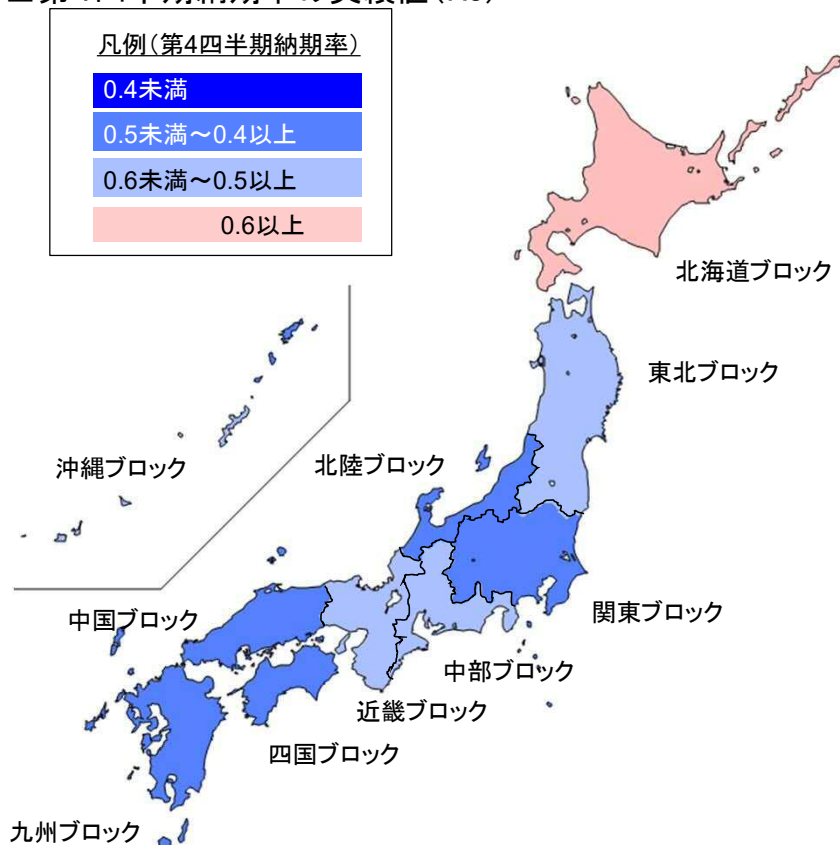 凡例（第4四半期納期率）
0.4未満
0.5未満～0.4以上
0.6未満～0.5以上
0.6以上
北海道ブロック
東北ブロック
沖縄ブロック
北陸ブロック
関東ブロック
中国ブロック
中部ブロック
近畿ブロック
四国ブロック
九州ブロック